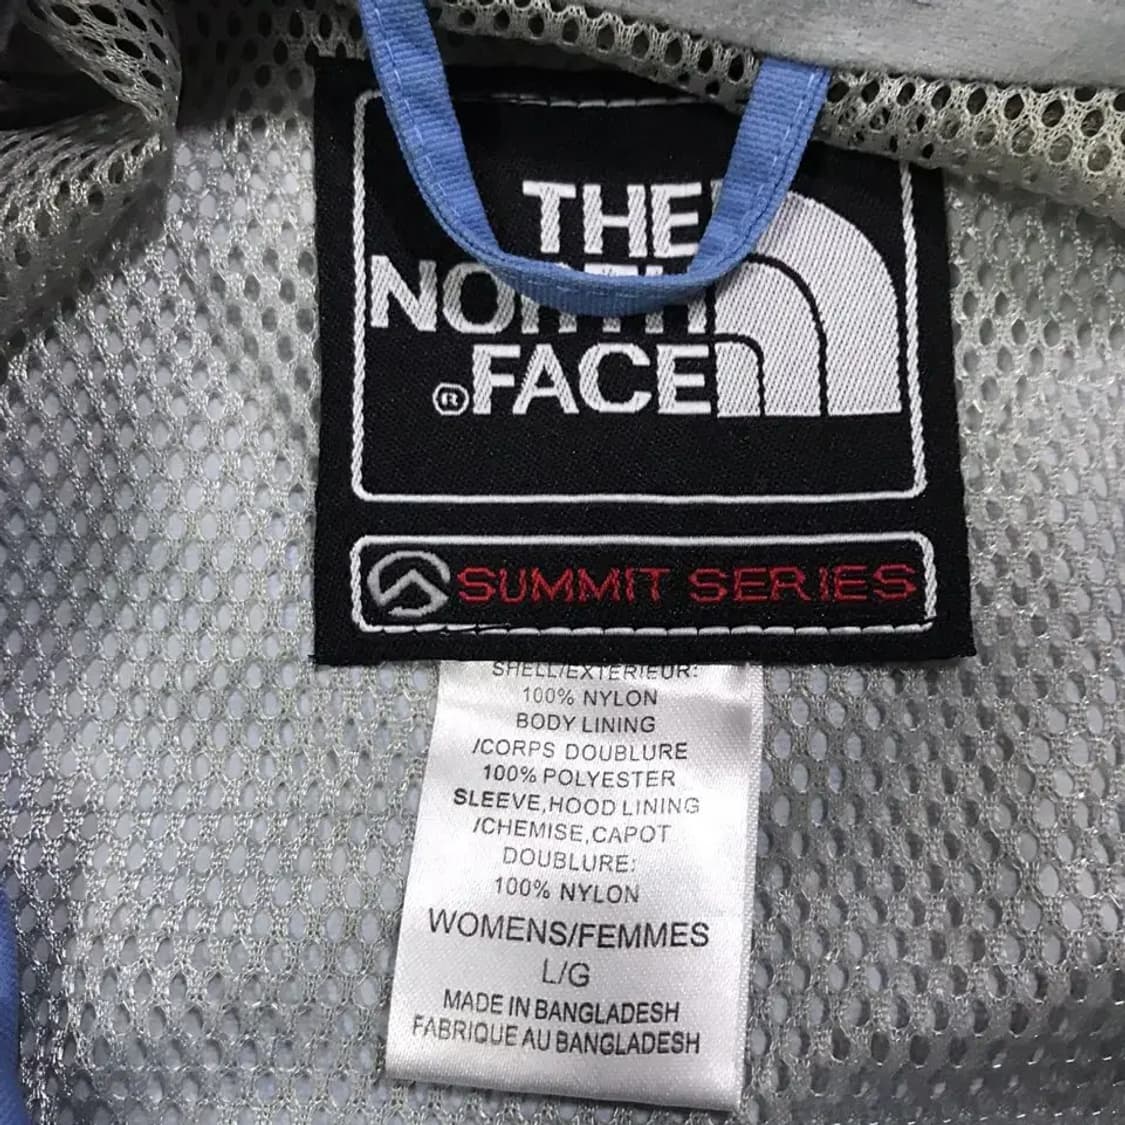 THE
NORTH
FACE
®
SUMMIT SERIES
SHELL/EXTERIEUR:
100% NYLON
BODY LINING
/CORPS DOUBLURE
100% POLYESTER
SLEEVE,HOOD LINING
/CHEMISE,CAPOT
DOUBLURE:
100% NYLON
WOMENS/FEMMES
L/G
MADE IN BANGLADESH
FABRIQUE AU BANGLADESH